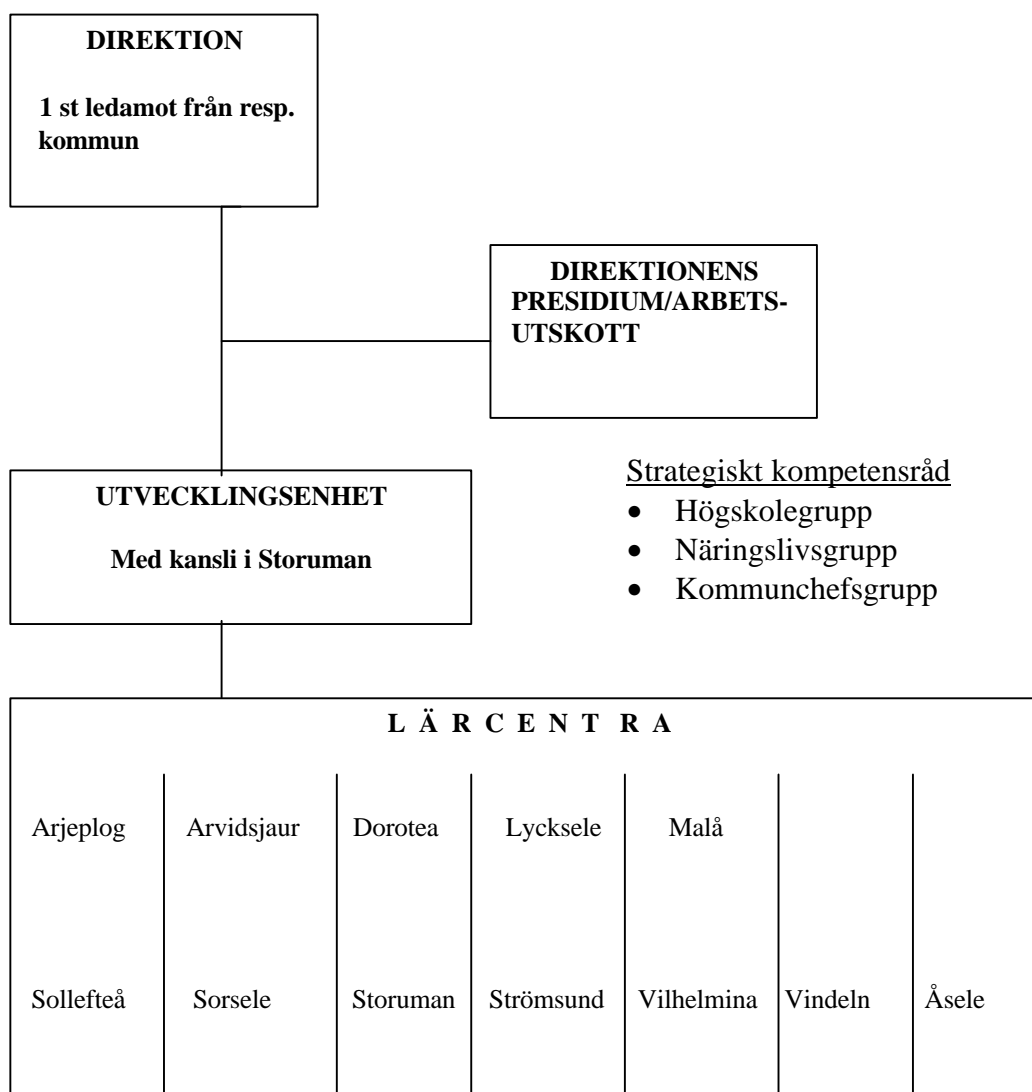 DIREKTION
1 st ledamot från resp.
kommun
DIREKTIONENS
PRESIDIUM/ARBETS-
UTSKOTT
UTVECKLINGSENHET
Med kansli i Storuman
Strategiskt kompetensråd
• Högskolegrupp
• Näringslivsgrupp
• Kommunchefsgrupp
L Ä R C E N T R A
Arjeplog Arvidsjaur Dorotea Lycksele Malå
Sollefteå Sorsele Storuman Strömsund Vilhelmina Vindeln Åsele